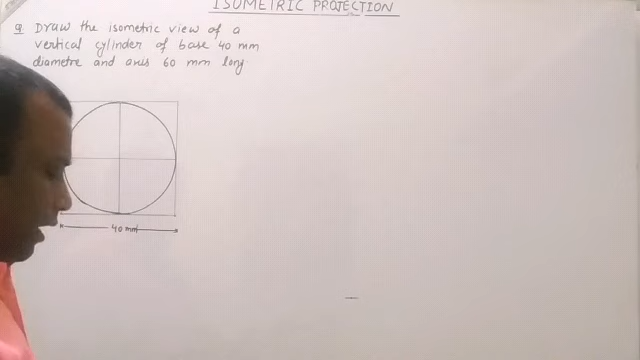 ISOMETRIC PROJECTION
Q Draw the isometric view of a
vertical cylinder of base 40 mm
diametre and axis 60 mm long.
40 mm